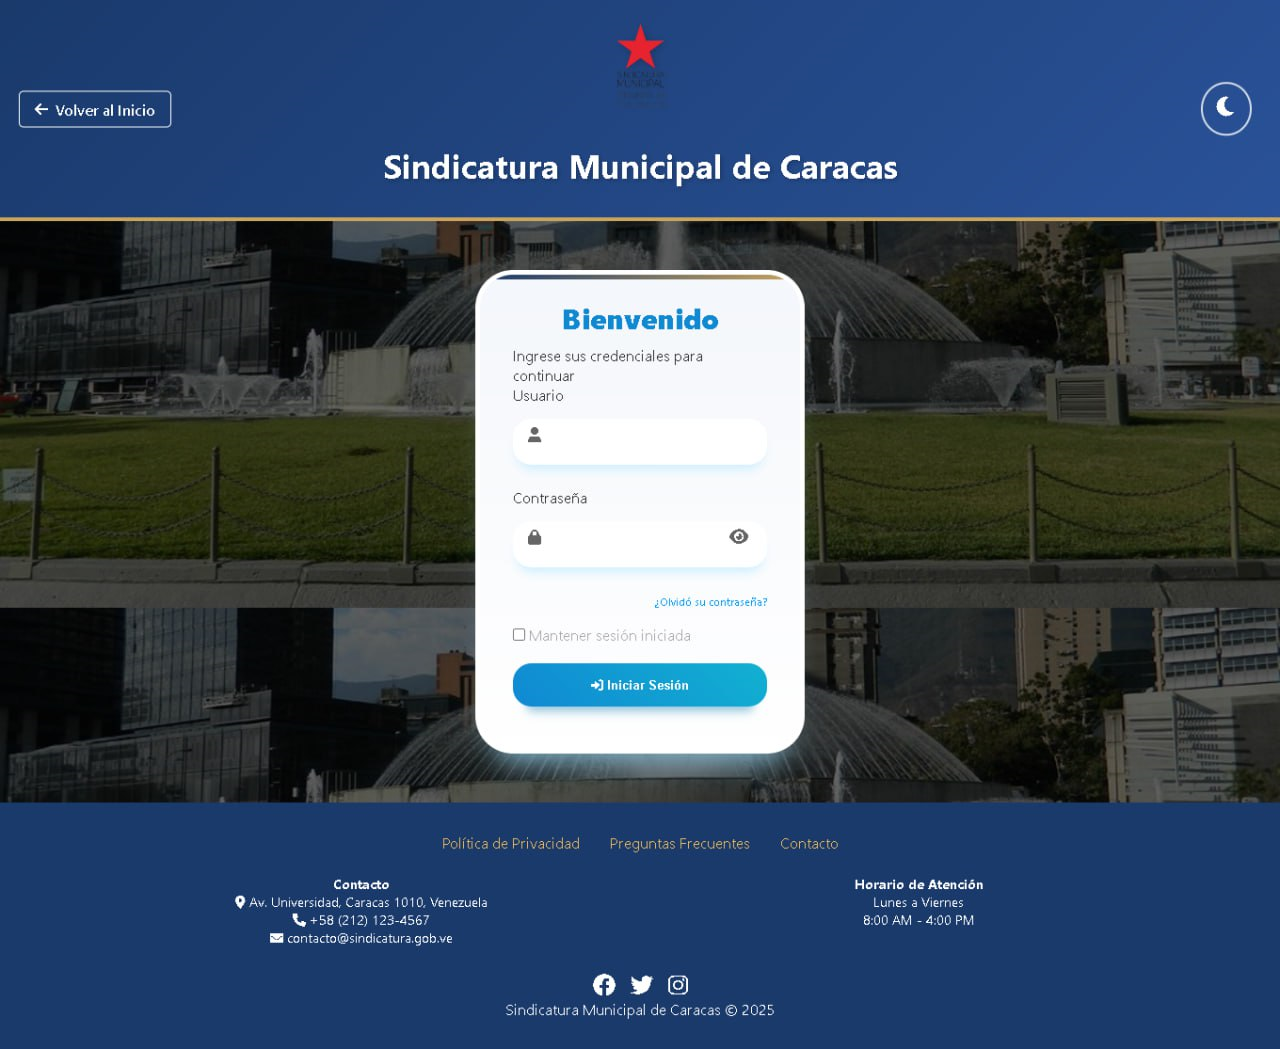 SINDICATURA
MUNICIPAL
Volver al Inicio
Sindicatura Municipal de Caracas
Bienvenido
Ingrese sus credenciales para
continuar
Usuario
Contraseña
¿Olvidó su contraseña?
Mantener sesión iniciada
Iniciar Sesión
Política de Privacidad
Preguntas Frecuentes
Contacto
Contacto
Av. Universidad, Caracas 1010, Venezuela
+58 (212) 123-4567
contacto@sindicatura.gob.ve
Horario de Atención
Lunes a Viernes
8:00 AM - 4:00 PM
Sindicatura Municipal de Caracas © 2025